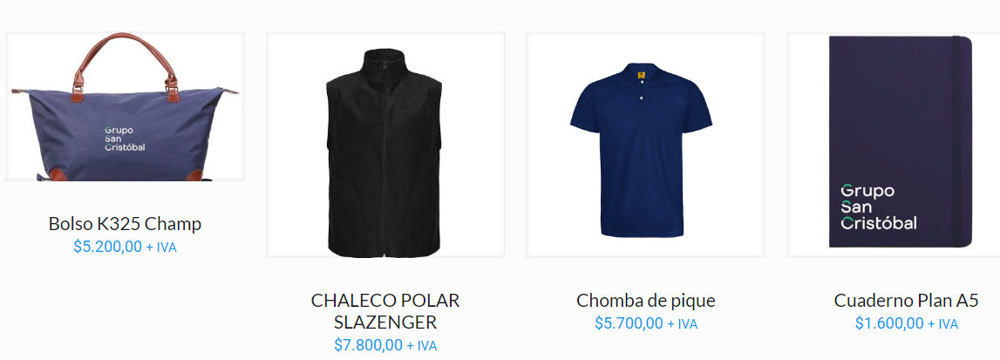 Grupo
San
Cristóbal
Bolso K325 Champ
$5.200,00 + IVA
CHALECO POLAR
SLAZENGER
$7.800,00 + IVA
Chomba de pique
$5.700,00 + IVA
Grupo
San
Cristóbal
Cuaderno Plan A5
$1.600,00 + IVA